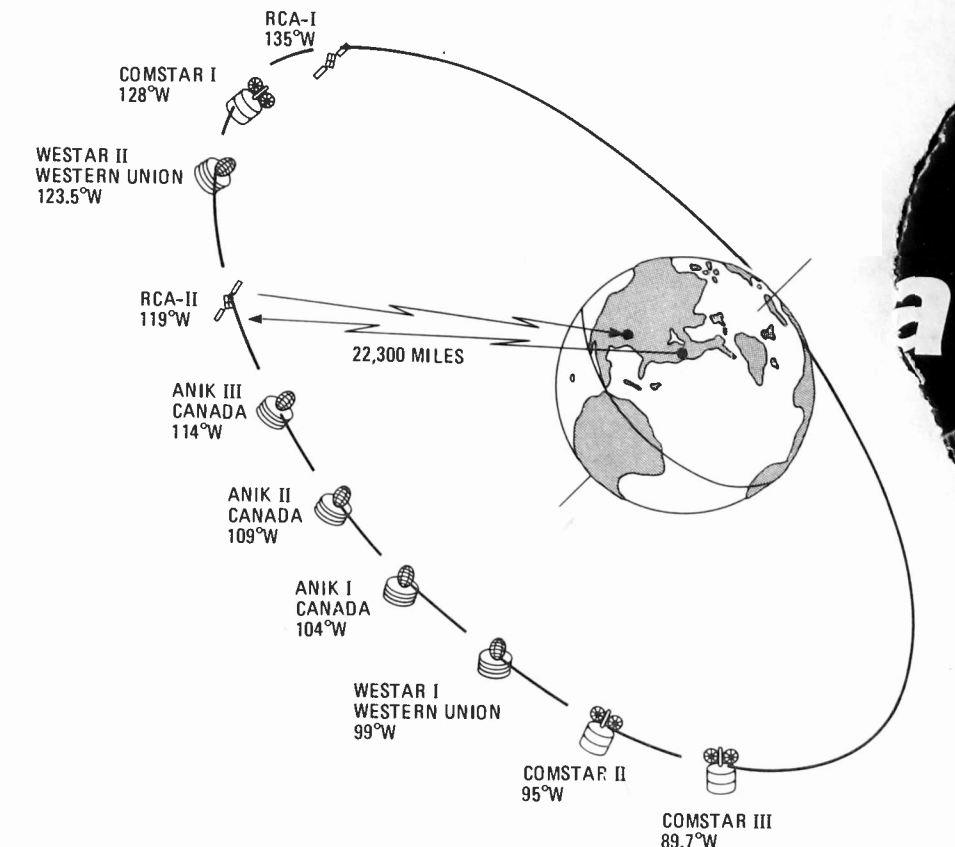 RCA-I
135°W
COMSTAR I
128°W
WESTAR II
WESTERN UNION
123.5°W
RCA-II
119°W
22,300 MILES
ANIK III
CANADA
114°W
ANIK II
CANADA
109°W
ANIK I
CANADA
104°W
WESTAR I
WESTERN UNION
99°W
COMSTAR II
95°W
COMSTAR III
89.7°W
a